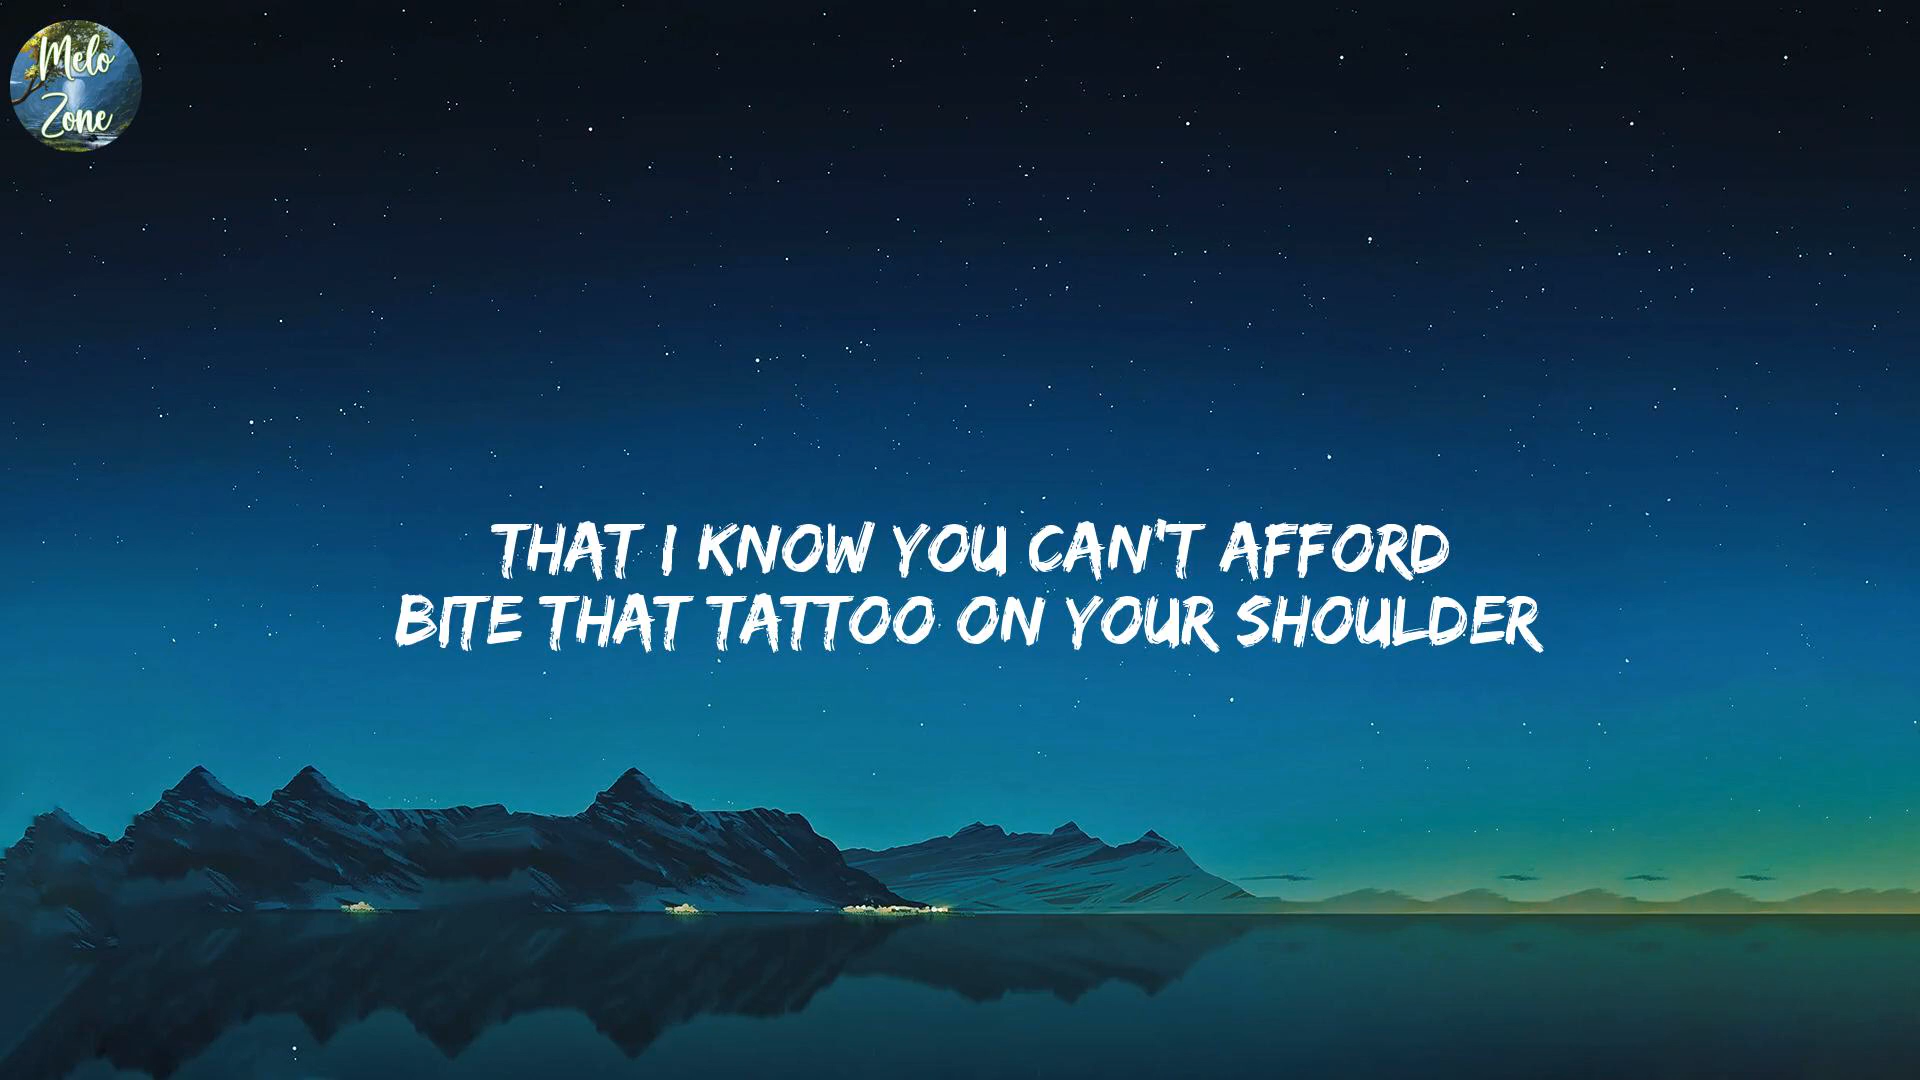 Melo
Zone
THAT I KNOW YOU CAN'T AFFORD
BITE THAT TATTOO ON YOUR SHOULDER